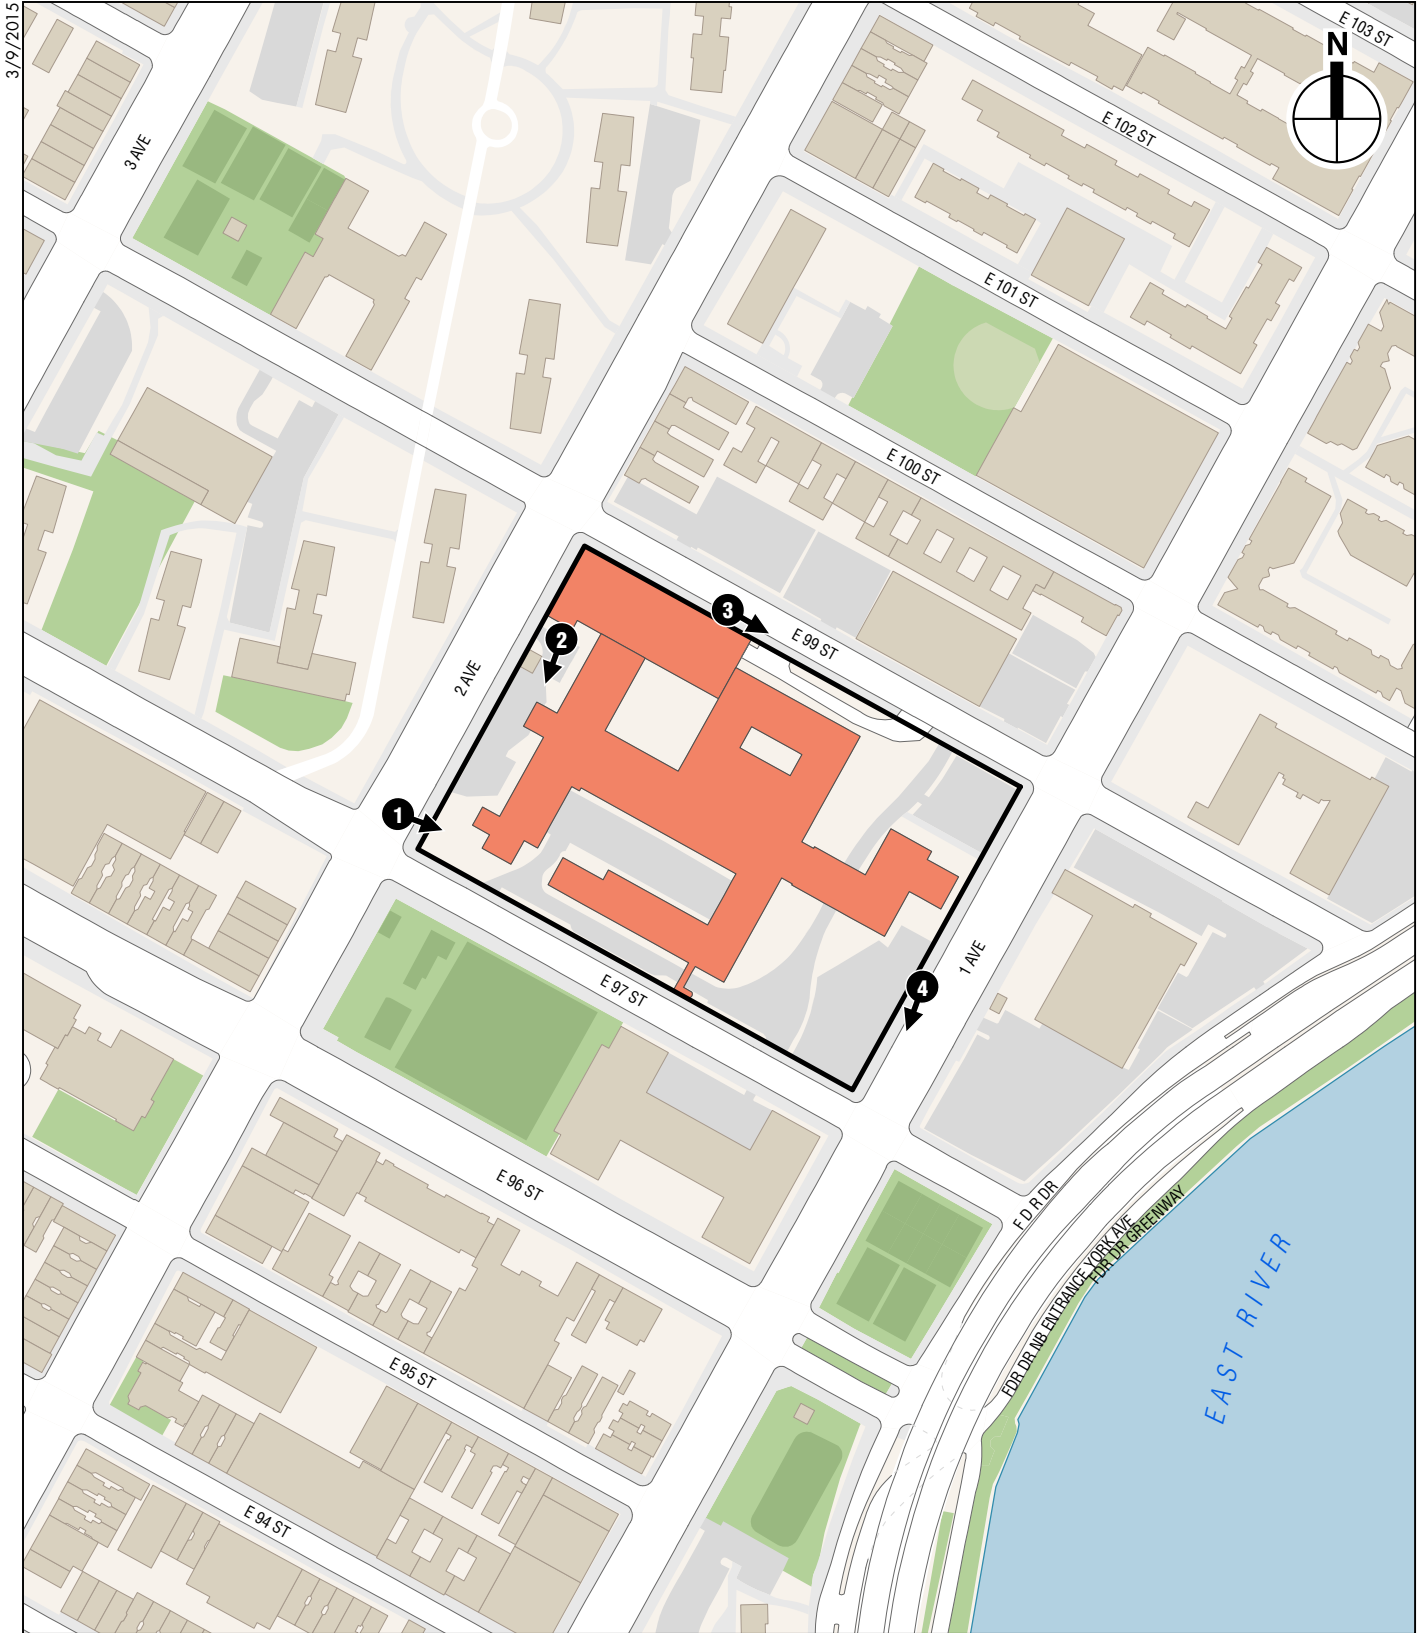 3/9/2015
E 103 ST
N
E 102 ST
3 AVE
E 101 ST
E 100 ST
3
E 99 ST
2
2 AVE
1
1 AVE
4
E 97 ST
E 96 ST
F D R DR
FDR DR NB ENTRANCE YORK AVE
FDR DR GREENWAY
EAST RIVER
E 95 ST
E 94 ST